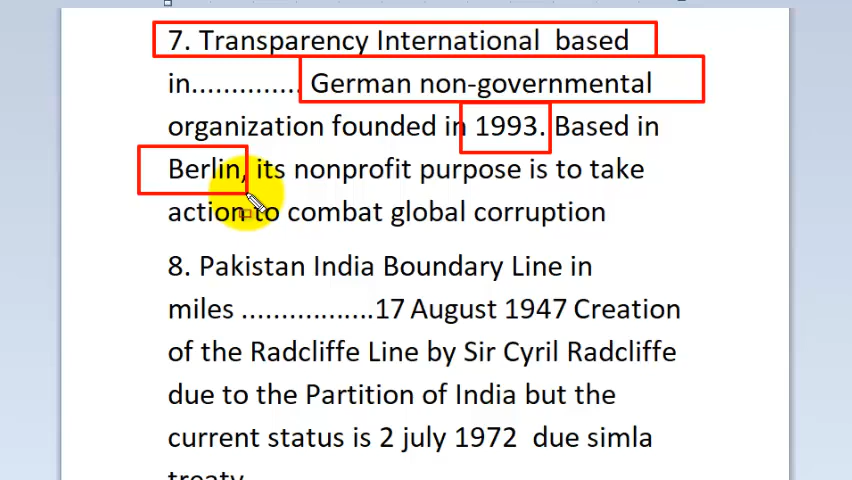 7. Transparency International  based
in.............. German non-governmental
organization founded in 1993. Based in
Berlin, its nonprofit purpose is to take
action to combat global corruption
8. Pakistan India Boundary Line in
miles .................17 August 1947 Creation
of the Radcliffe Line by Sir Cyril Radcliffe
due to the Partition of India but the
current status is 2 july 1972  due simla
treaty